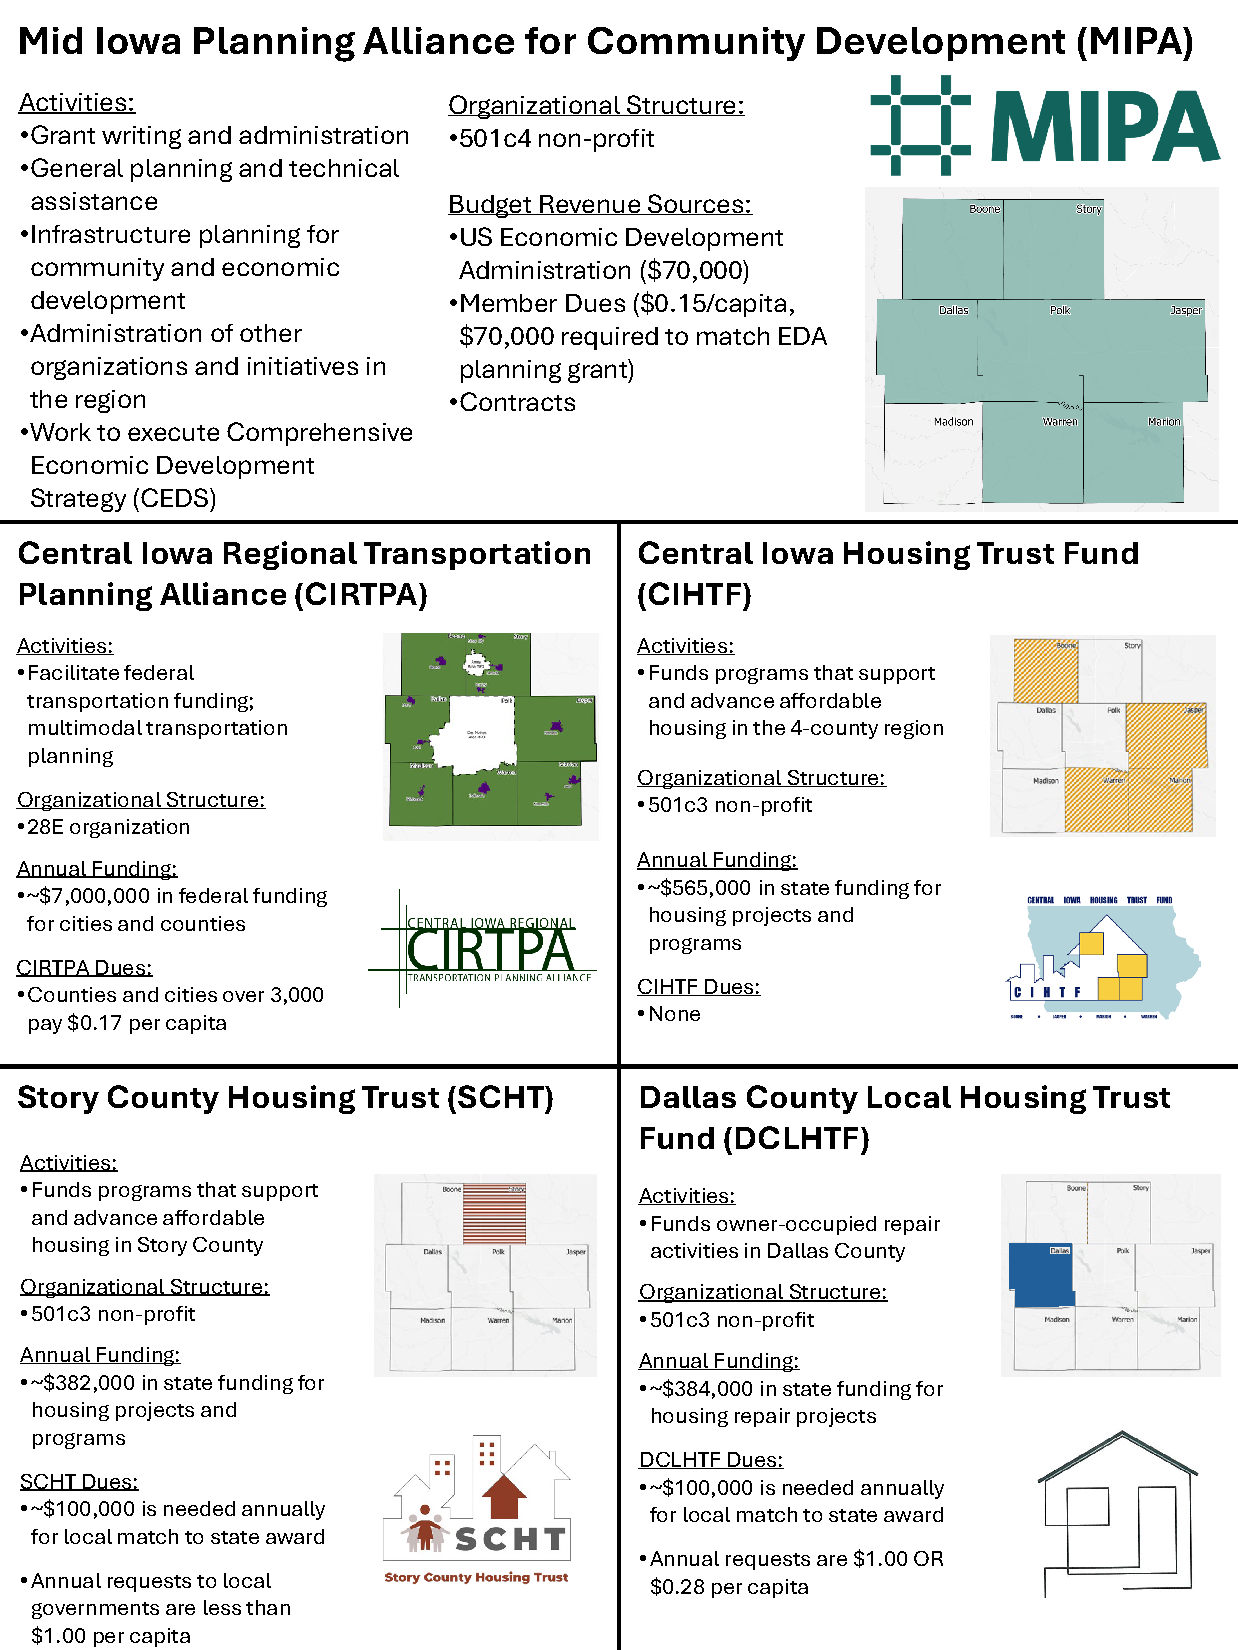 Mid Iowa Planning Alliance for Community Development (MIPA)
Activities:
•Grant writing and administration
•General planning and technical
assistance
•Infrastructure planning for
community and economic
development
•Administration of other
organizations and initiatives in
the region
•Work to execute Comprehensive
Economic Development
Strategy (CEDS)
Organizational Structure:
•501c4 non-profit
Budget Revenue Sources:
•US Economic Development
Administration ($70,000)
•Member Dues ($0.15/capita,
$70,000 required to match EDA
planning grant)
•Contracts
MIPA
Boone Story
Dallas Polk Jasper
Madison Warren Marion
Central Iowa Regional Transportation
Planning Alliance (CIRTPA)
Activities:
•Facilitate federal
transportation funding;
multimodal transportation
planning
Organizational Structure:
•28E organization
Annual Funding:
•~$7,000,000 in federal funding
for cities and counties
CIRTPA Dues:
•Counties and cities over 3,000
pay $0.17 per capita
Boone Story
Dallas Polk Jasper
Madison Warren Marion
CENTRAL IOWA REGIONAL
CIRTPA
TRANSPORTATION PLANNING ALLIANCE
Central Iowa Housing Trust Fund
(CIHTF)
Activities:
•Funds programs that support
and advance affordable
housing in the 4-county region
Organizational Structure:
•501c3 non-profit
Annual Funding:
•~$565,000 in state funding for
housing projects and
programs
CIHTF Dues:
•None
Boone Story
Dallas Polk Jasper
Madison Warren Marion
CENTRAL IOWA HOUSING TRUST FUND
CIHTF
BOONE • JASPER • MARION • WARREN
Story County Housing Trust (SCHT)
Activities:
•Funds programs that support
and advance affordable
housing in Story County
Organizational Structure:
•501c3 non-profit
Annual Funding:
•~$382,000 in state funding for
housing projects and
programs
SCHT Dues:
•~$100,000 is needed annually
for local match to state award
•Annual requests to local
governments are less than
$1.00 per capita
Boone Story
Dallas Polk Jasper
Madison Warren Marion
SCHT
Story County Housing Trust
Dallas County Local Housing Trust
Fund (DCLHTF)
Activities:
•Funds owner-occupied repair
activities in Dallas County
Organizational Structure:
•501c3 non-profit
Annual Funding:
•~$384,000 in state funding for
housing repair projects
DCLHTF Dues:
•~$100,000 is needed annually
for local match to state award
•Annual requests are $1.00 OR
$0.28 per capita
Boone Story
Dallas Polk Jasper
Madison Warren Marion